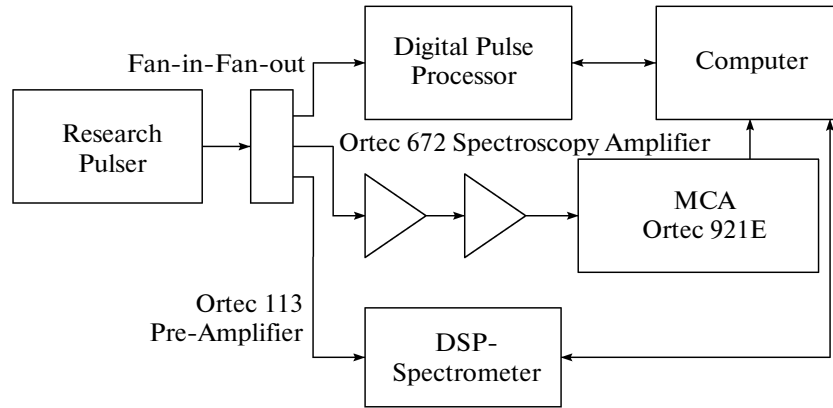 Fan-in-Fan-out
Digital Pulse
Processor
Computer
Research
Pulser
Ortec 672 Spectroscopy Amplifier
MCA
Ortec 921E
Ortec 113
Pre-Amplifier
DSP-
Spectrometer